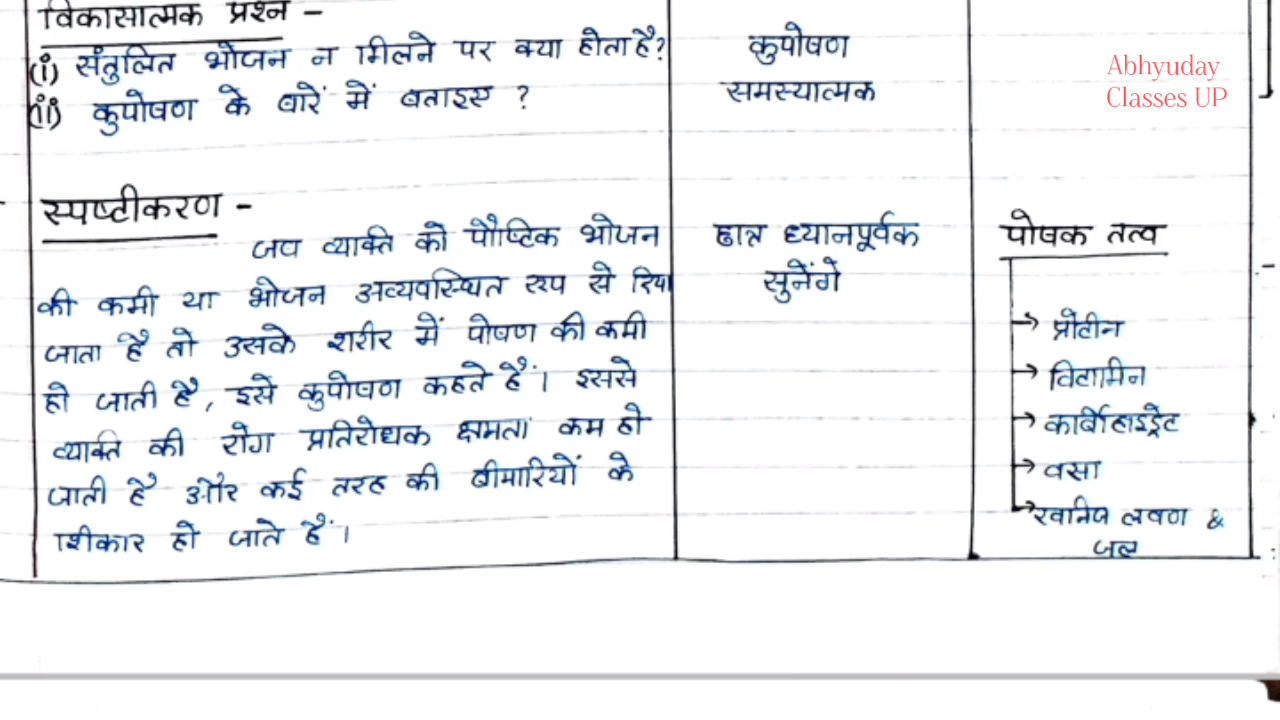 विकासात्मक प्रश्न -
(i) संतुलित भोजन न मिलने पर क्या होता है?
(ii) कुपोषण के बारें में बताइए ?
कुपोषण
समस्यात्मक
Abhyuday
Classes UP
स्पष्टीकरण -
जब व्यक्ति को पौष्टिक भोजन
की कमी या भोजन अव्यवस्थित रूप से दिया
जाता है तो उसके शरीर में पोषण की कमी
हो जाती है, इसे कुपोषण कहते हैं। इससे
व्यक्ति की रोग प्रतिरोधक क्षमता कम हो
जाती है और कई तरह की बीमारियों के
शिकार हो जाते हैं।
छात्र ध्यानपूर्वक
सुनेंगे
पोषक तत्व
→ प्रोटीन
→ विटामिन
→ कार्बोहाइड्रेट
→ वसा
→ खनिज लवण &
जल